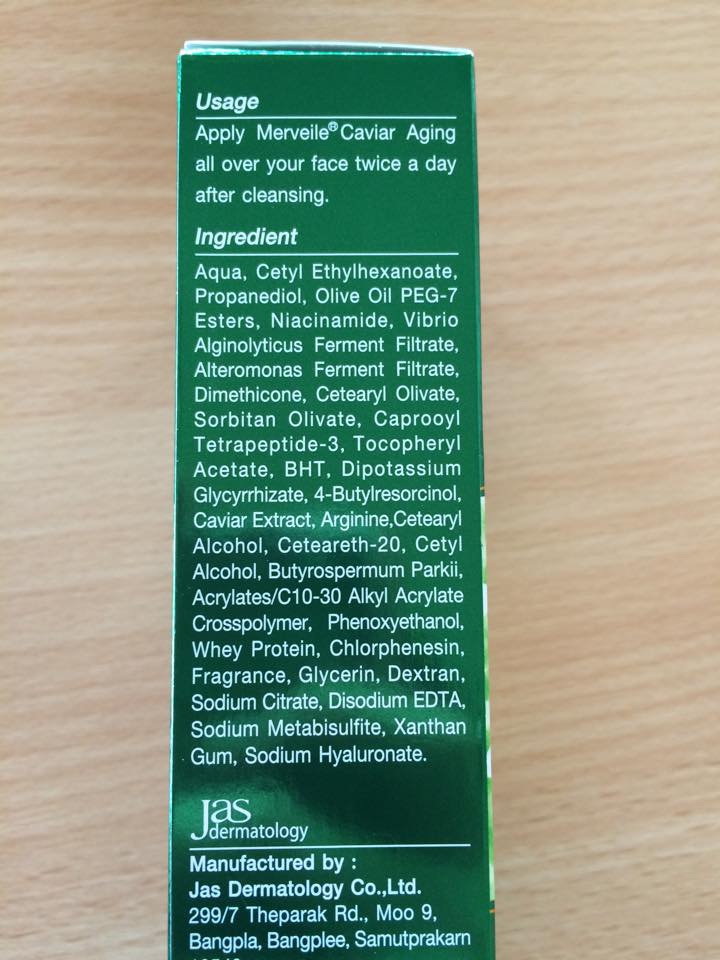 Usage
Apply Merveile® Caviar Aging
all over your face twice a day
after cleansing.
Ingredient
Aqua, Cetyl Ethylhexanoate,
Propanediol, Olive Oil PEG-7
Esters, Niacinamide, Vibrio
Alginolyticus Ferment Filtrate,
Alteromonas Ferment Filtrate,
Dimethicone, Cetearyl Olivate,
Sorbitan Olivate, Caprooyl
Tetrapeptide-3, Tocopheryl
Acetate, BHT, Dipotassium
Glycyrrhizate, 4-Butylresorcinol,
Caviar Extract, Arginine,Cetearyl
Alcohol, Ceteareth-20, Cetyl
Alcohol, Butyrospermum Parkii,
Acrylates/C10-30 Alkyl Acrylate
Crosspolymer, Phenoxyethanol,
Whey Protein, Chlorphenesin,
Fragrance, Glycerin, Dextran,
Sodium Citrate, Disodium EDTA,
Sodium Metabisulfite, Xanthan
Gum, Sodium Hyaluronate.
Jas
dermatology
Manufactured by :
Jas Dermatology Co.,Ltd.
299/7 Theparak Rd., Moo 9,
Bangpla, Bangplee, Samutprakarn